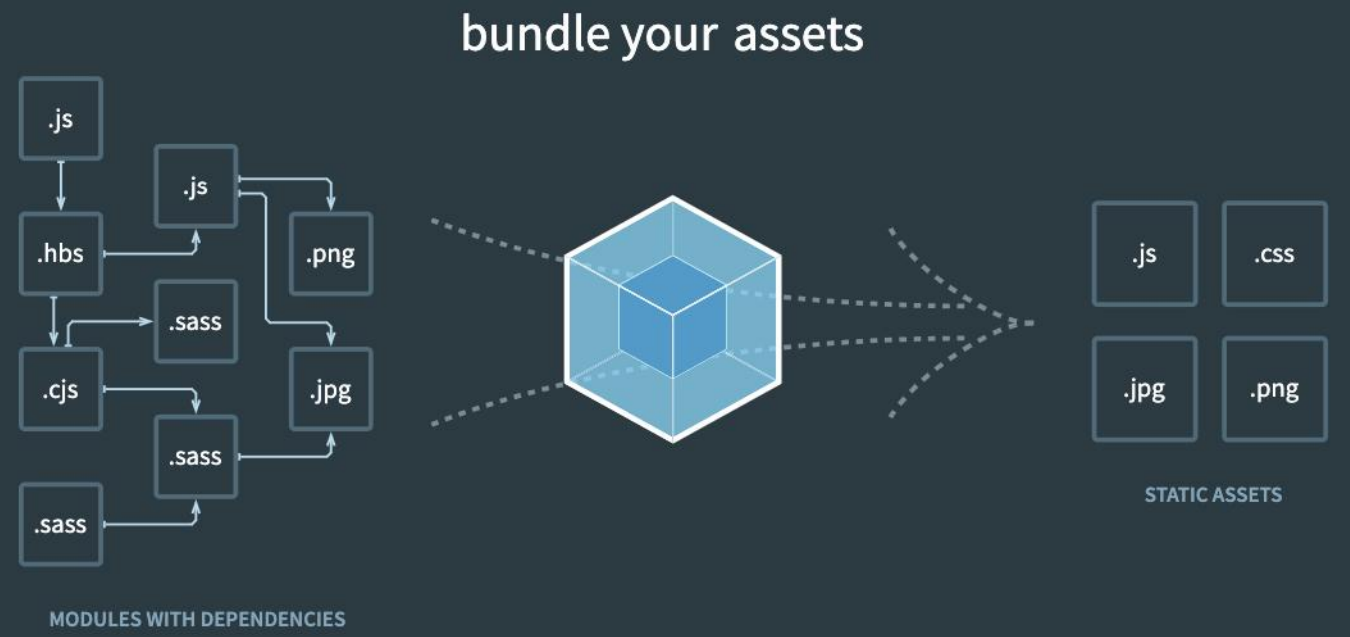 bundle your assets
.js
.js
.hbs
.png
.sass
.cjs
.jpg
.sass
.sass
MODULES WITH DEPENDENCIES
.js
.css
.jpg
.png
STATIC ASSETS